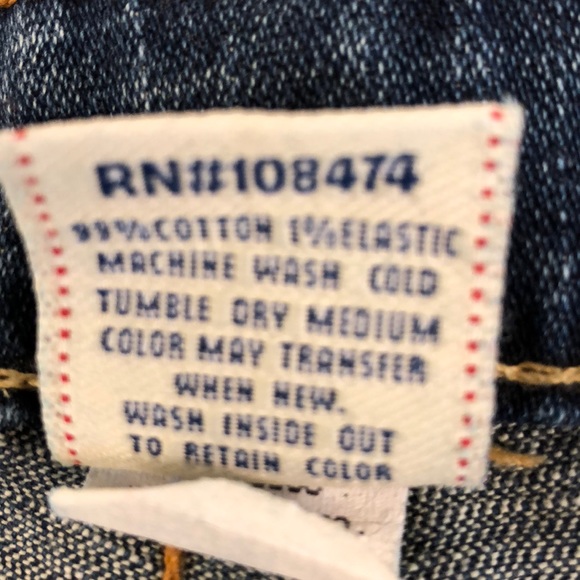 RN#108474
99%COTTON 1%ELASTIC
MACHINE WASH COLD
TUMBLE DRY MEDIUM
COLOR MAY TRANSFER
WHEN NEW.
WASH INSIDE OUT
TO RETAIN COLOR